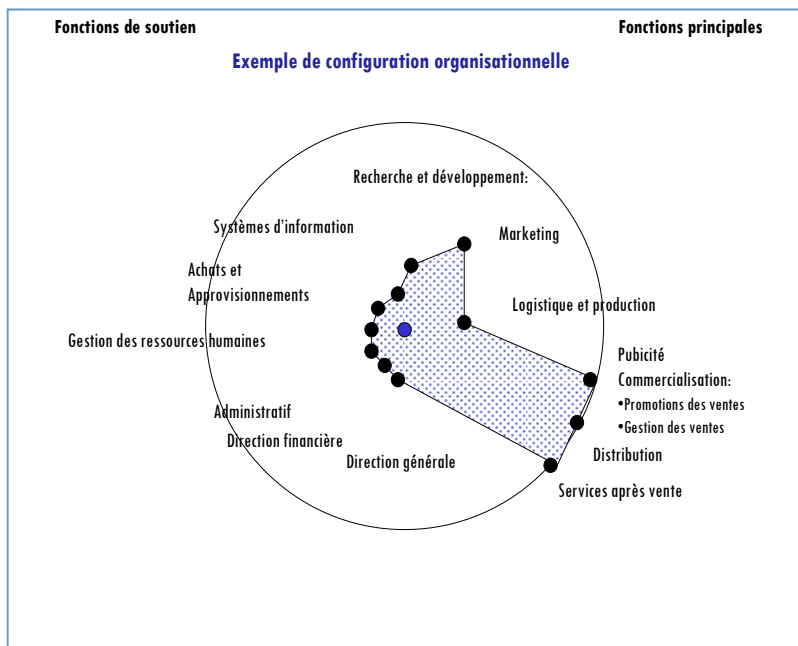 Fonctions de soutien
Fonctions principales
Exemple de configuration organisationnelle
Recherche et développement:
Systèmes d'information
Marketing
Achats et
Approvisionnements
Logistique et production
Gestion des ressources humaines
Pubicité
Commercialisation:
•Promotions des ventes
•Gestion des ventes
Administratif
Direction financière
Distribution
Direction générale
Services après vente